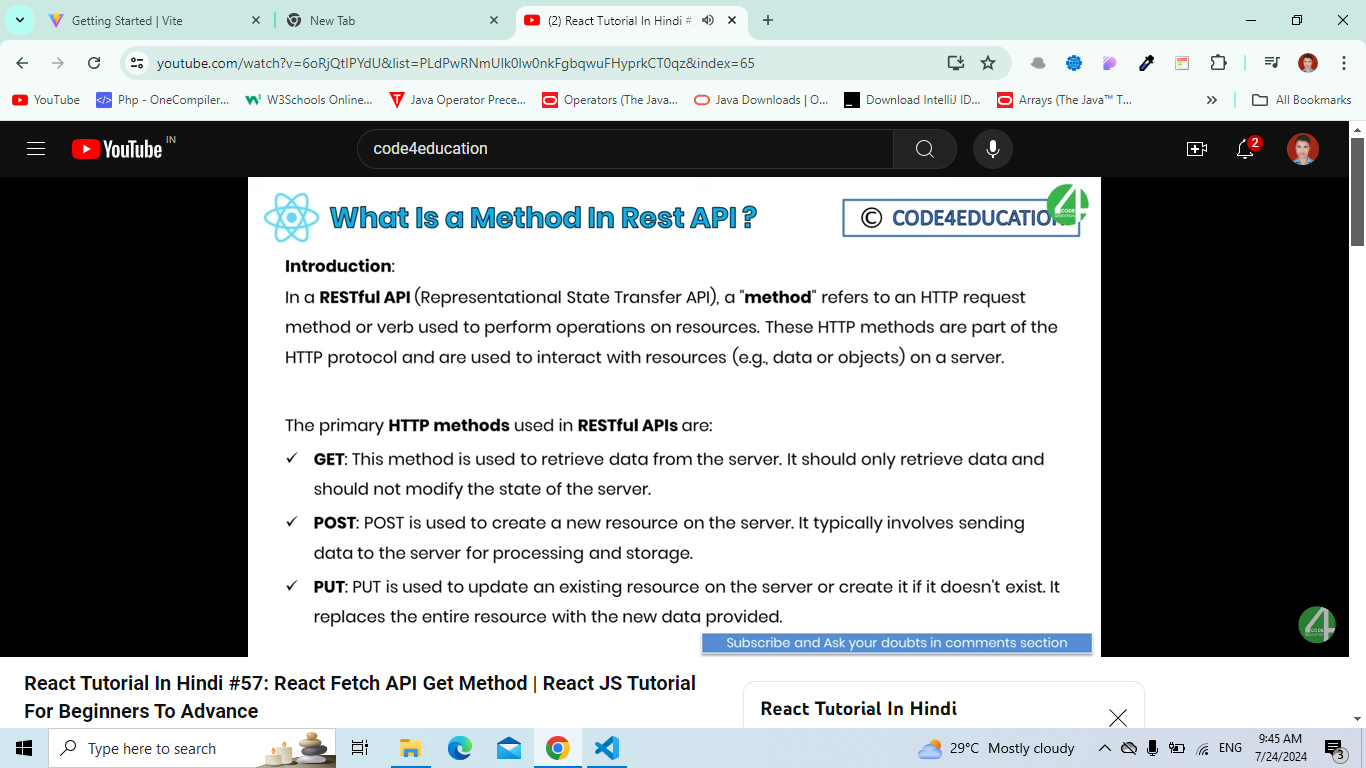 Getting Started | Vite
New Tab
(2) React Tutorial In Hindi #
youtube.com/watch?v=6oRjQtIPYdU&list=PLdPwRNmUIk0lw0nkFgbqwuFHyprkCT0qz&index=65
YouTube
Php - OneCompiler...
W3Schools Online...
Java Operator Prece...
Operators (The Java...
Java Downloads | O...
Download IntelliJ ID...
Arrays (The Java™ T...
All Bookmarks
YouTube IN
code4education
2
What Is a Method In Rest API ?
© CODE4EDUCATION
Introduction:
In a RESTful API (Representational State Transfer API), a "method" refers to an HTTP request
method or verb used to perform operations on resources. These HTTP methods are part of the
HTTP protocol and are used to interact with resources (e.g., data or objects) on a server.
The primary HTTP methods used in RESTful APIs are:
✓ GET: This method is used to retrieve data from the server. It should only retrieve data and
should not modify the state of the server.
✓ POST: POST is used to create a new resource on the server. It typically involves sending
data to the server for processing and storage.
✓ PUT: PUT is used to update an existing resource on the server or create it if it doesn't exist. It
replaces the entire resource with the new data provided.
Subscribe and Ask your doubts in comments section
React Tutorial In Hindi #57: React Fetch API Get Method | React JS Tutorial
For Beginners To Advance
React Tutorial In Hindi
Type here to search
29°C Mostly cloudy
ENG
9:45 AM
7/24/2024
3